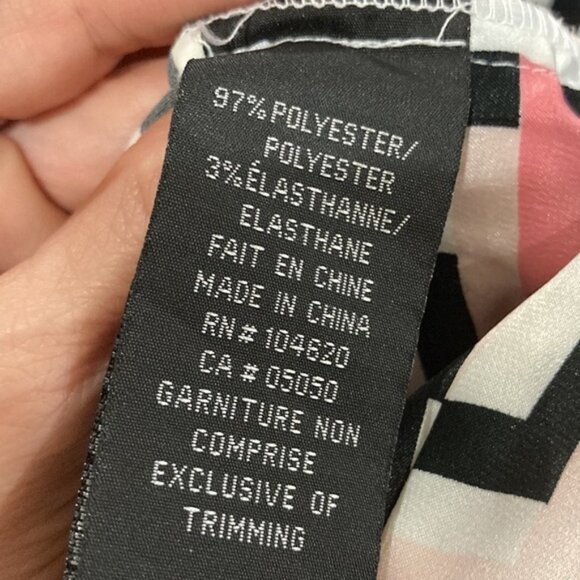 97% POLYESTER/
POLYESTER
3% ÉLASTHANNE/
ELASTHANE
FAIT EN CHINE
MADE IN CHINA
RN # 104620
CA # 05050
GARNITURE NON
COMPRISE
EXCLUSIVE OF
TRIMMING